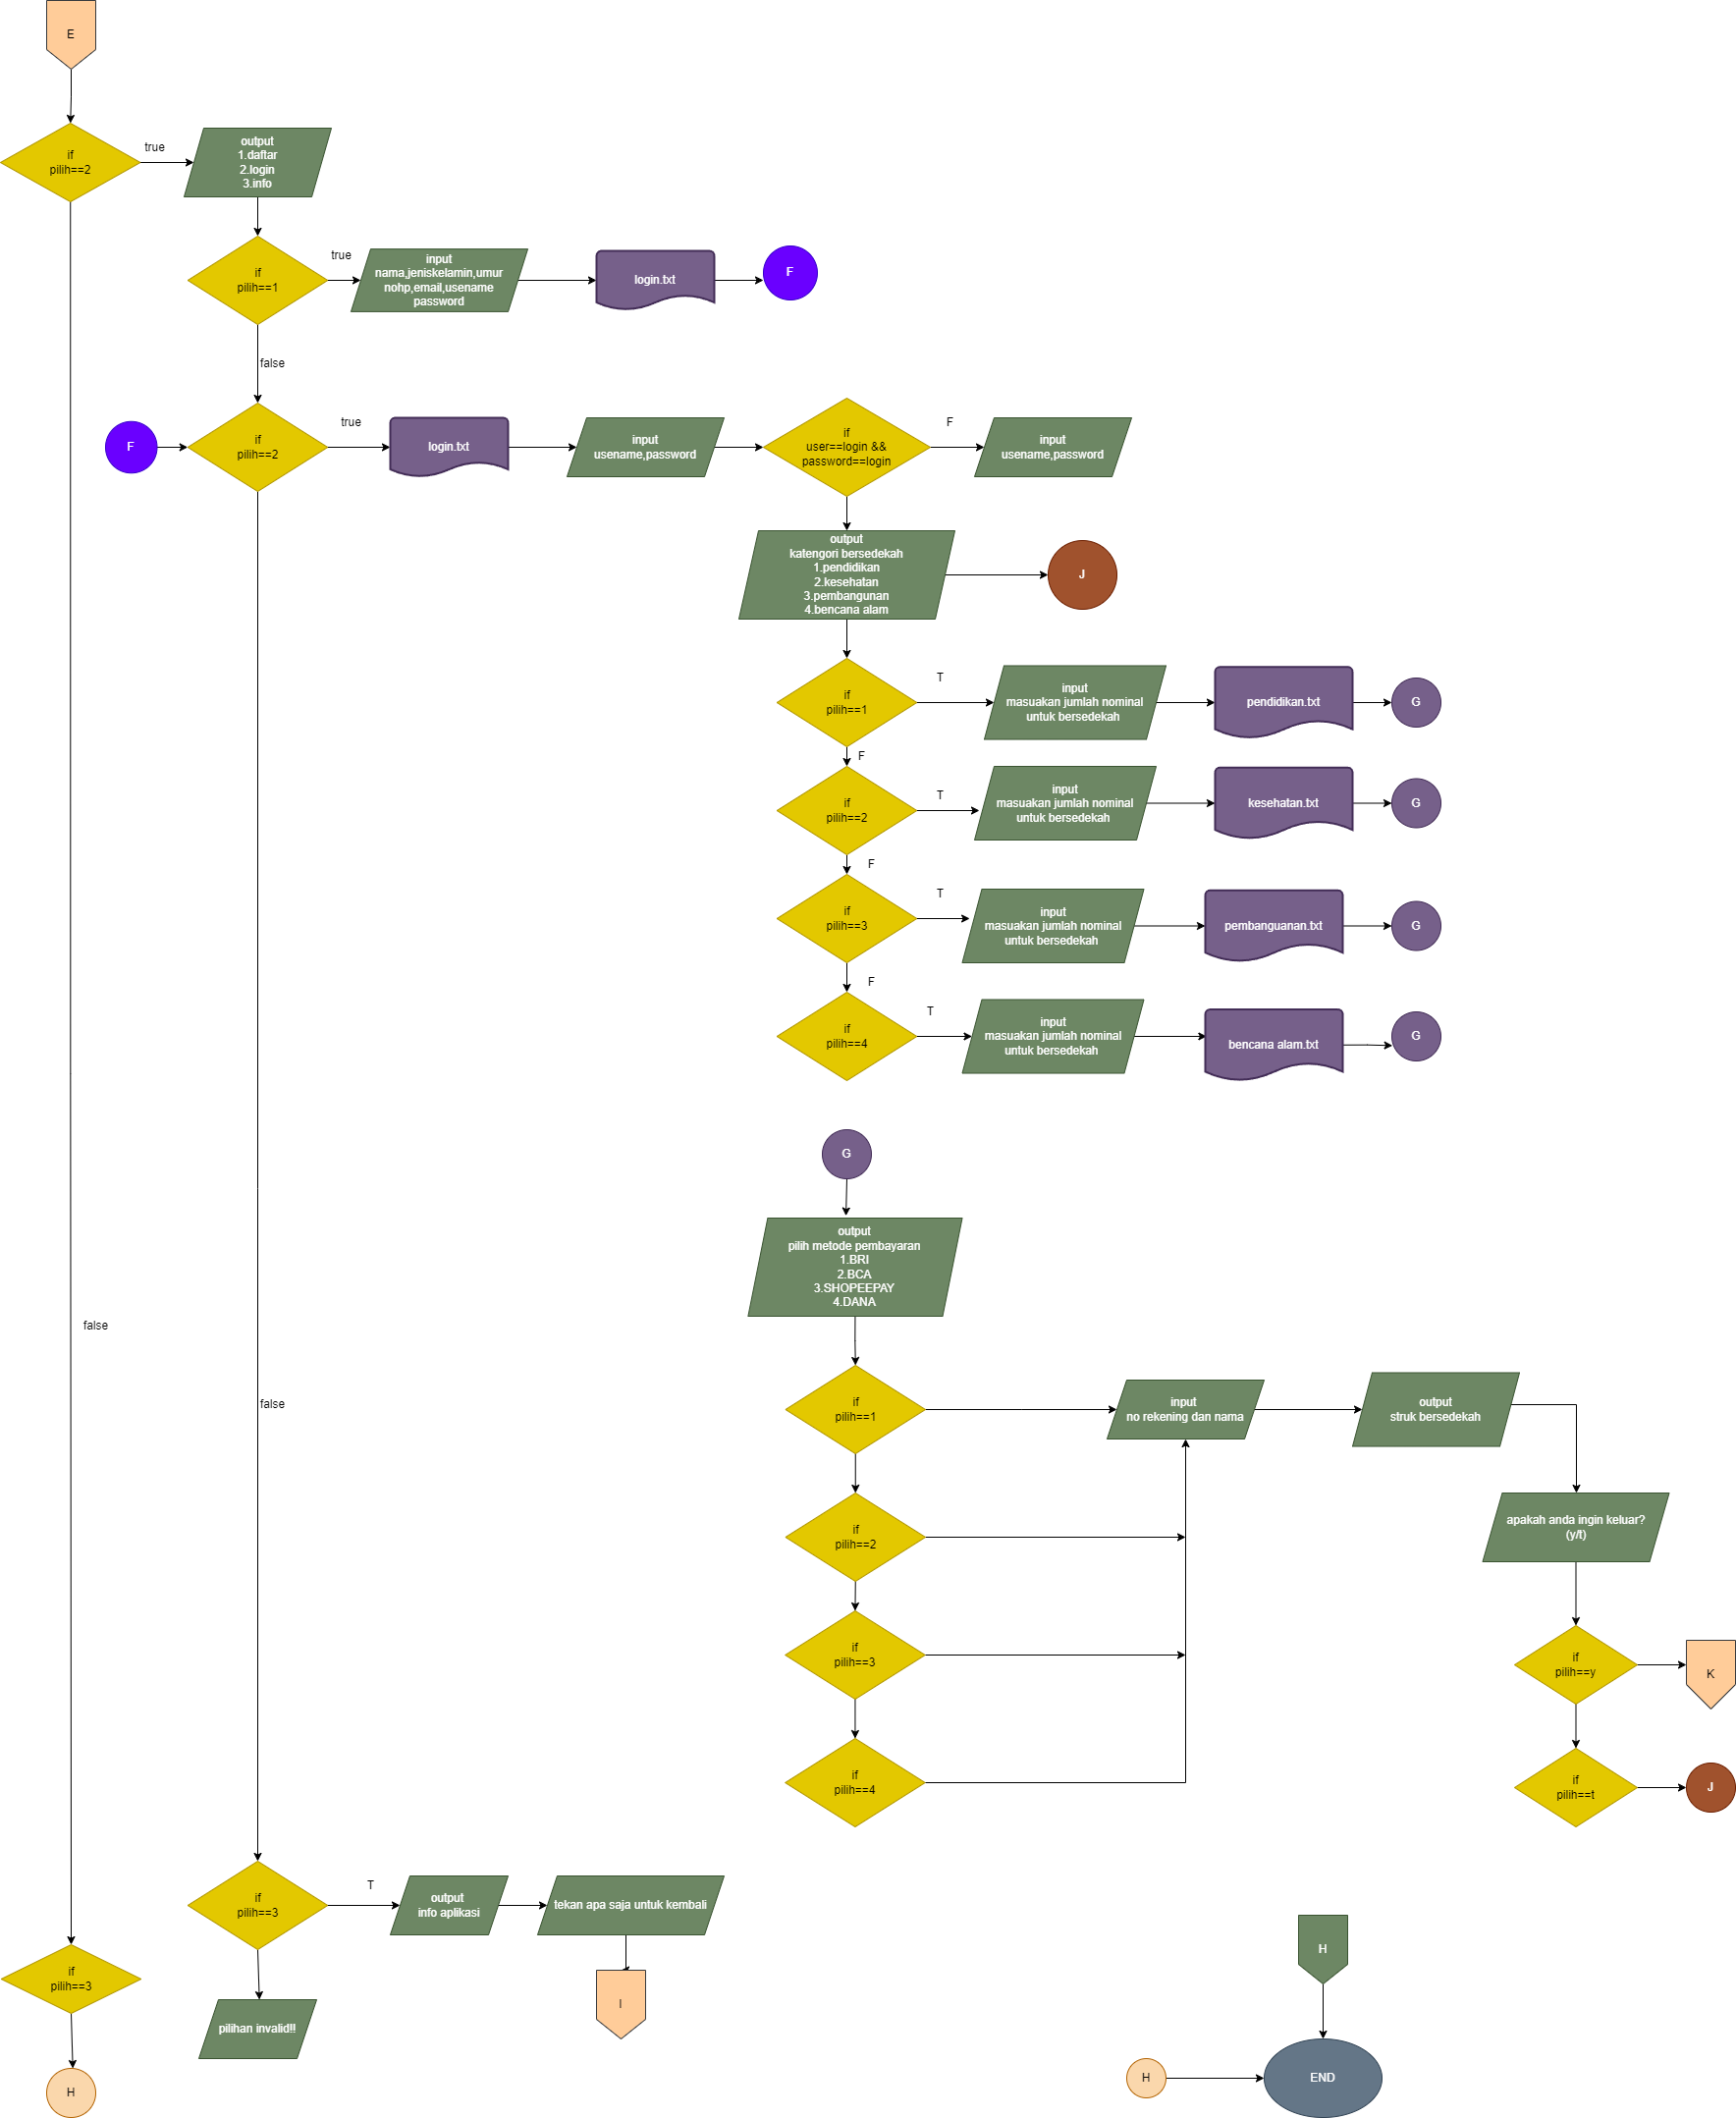 E
if
pilih==2
true
output
1.daftar
2.login
3.info
if
pilih==1
true
input
nama,jeniskelamin,umur
nohp,email,usename
password
login.txt
F
false
F
if
pilih==2
true
login.txt
input
usename,password
if
user==login &&
password==login
F
input
usename,password
output
katengori bersedekah
1.pendidikan
2.kesehatan
3.pembangunan
4.bencana alam
J
if
pilih==1
T
input
masuakan jumlah nominal
untuk bersedekah
pendidikan.txt
G
F
if
pilih==2
T
input
masuakan jumlah nominal
untuk bersedekah
kesehatan.txt
G
F
if
pilih==3
T
input
masuakan jumlah nominal
untuk bersedekah
pembanguanan.txt
G
F
if
pilih==4
T
input
masuakan jumlah nominal
untuk bersedekah
bencana alam.txt
G
G
output
pilih metode pembayaran
1.BRI
2.BCA
3.SHOPEEPAY
4.DANA
false
false
if
pilih==1
input
no rekening dan nama
output
struk bersedekah
if
pilih==2
apakah anda ingin keluar?
(y/t)
if
pilih==3
if
pilih==y
K
if
pilih==4
if
pilih==t
J
if
pilih==3
T
output
info aplikasi
tekan apa saja untuk kembali
if
pilih==3
pilihan invalid!!
I
H
H
H
END